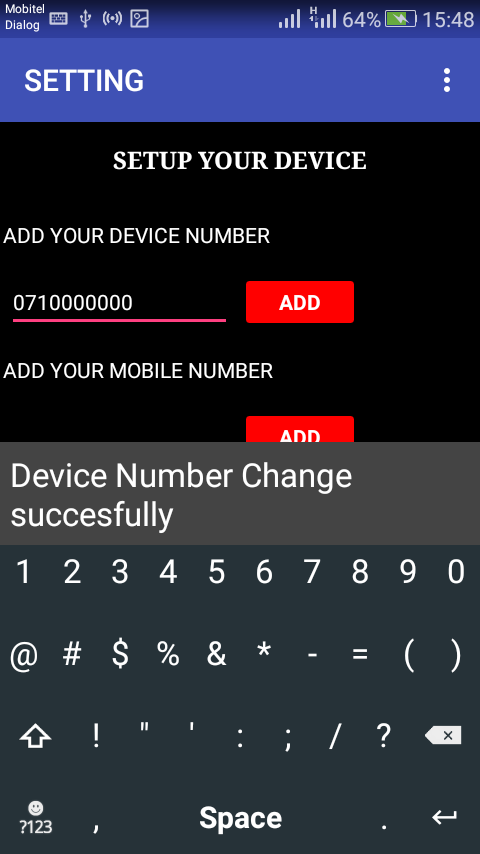 Mobitel
Dialog
H
64%
15:48
SETTING
SETUP YOUR DEVICE
ADD YOUR DEVICE NUMBER
0710000000 ADD
ADD YOUR MOBILE NUMBER
ADD
Device Number Change
succesfully
1 2 3 4 5 6 7 8 9 0
@ # $ % & * - = ( )
! " ' : ; / ?
?123 , Space .